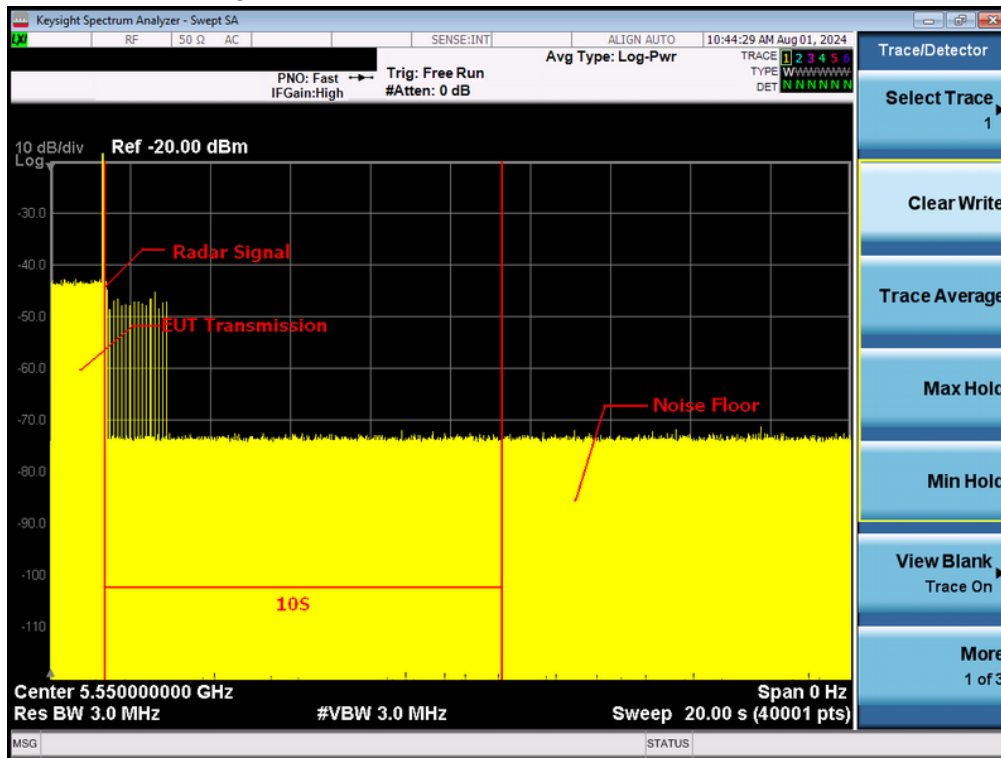 Keysight Spectrum Analyzer - Swept SA
LXI RF 50 Ω AC SENSE:INT ALIGN AUTO 10:44:29 AM Aug 01, 2024
PNO: Fast
IFGain:High
Trig: Free Run
#Atten: 0 dB
Avg Type: Log-Pwr
TRACE 1 2 3 4 5 6
TYPE WWWWWW
DET N N N N N N
10 dB/div
Log
Ref -20.00 dBm
-30.0
-40.0
-50.0
-60.0
-70.0
-80.0
-90.0
-100
-110
Radar Signal
EUT Transmission
Noise Floor
10S
Center 5.550000000 GHz
Span 0 Hz
Res BW 3.0 MHz
#VBW 3.0 MHz
Sweep 20.00 s (40001 pts)
MSG
STATUS
Trace/Detector
Select Trace
1
Clear Write
Trace Average
Max Hold
Min Hold
View Blank
Trace On
More
1 of 3